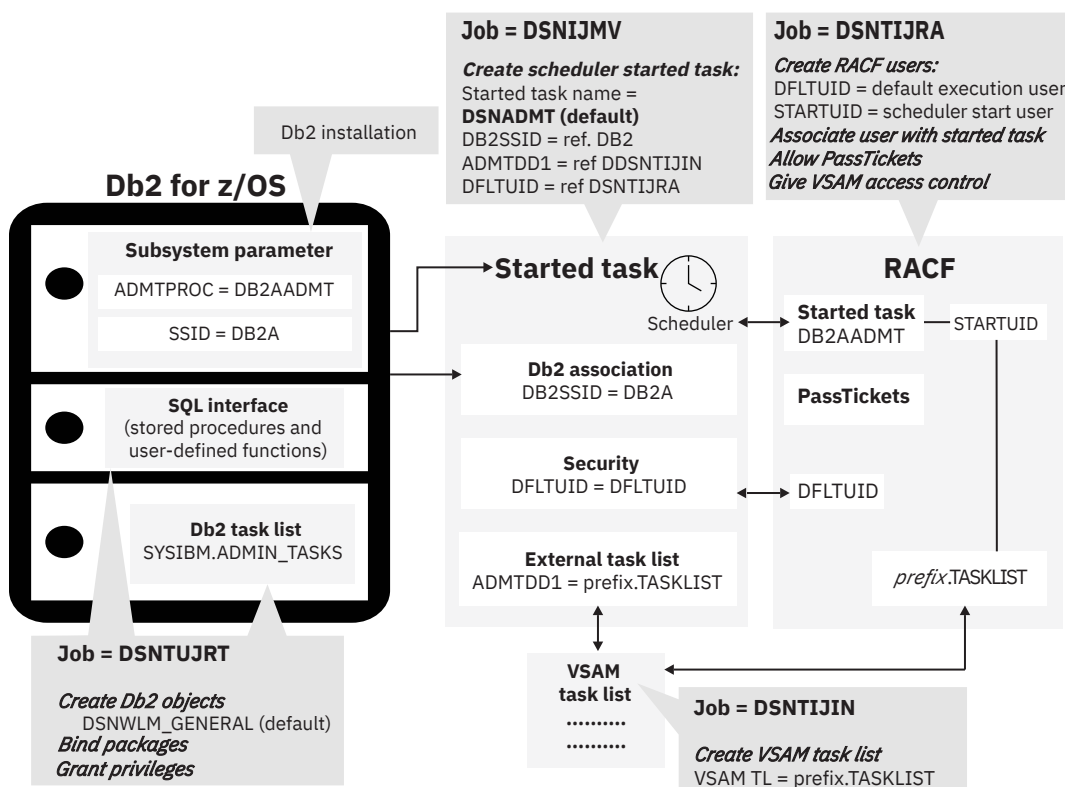 Job = DSNIJMV
Create scheduler started task:
Started task name =
DSNADMT (default)
DB2SSID = ref. DB2
ADMTDD1 = ref DDSNTIJIN
DFLTUID = ref DSNTIJRA
Job = DSNTIJRA
Create RACF users:
DFLTUID = default execution user
STARTUID = scheduler start user
Associate user with started task
Allow PassTickets
Give VSAM access control
Db2 installation
Db2 for z/OS
Subsystem parameter
ADMTPROC = DB2AADMT
SSID = DB2A
SQL interface
(stored procedures and
user-defined functions)
Db2 task list
SYSIBM.ADMIN_TASKS
Started task
Scheduler
Db2 association
DB2SSID = DB2A
Security
DFLTUID = DFLTUID
External task list
ADMTDD1 = prefix.TASKLIST
RACF
Started task
DB2AADMT
STARTUID
PassTickets
DFLTUID
prefix.TASKLIST
Job = DSNTUJRT
Create Db2 objects
DSNWLM_GENERAL (default)
Bind packages
Grant privileges
VSAM
task list
..........
..........
Job = DSNTIJIN
Create VSAM task list
VSAM TL = prefix.TASKLIST